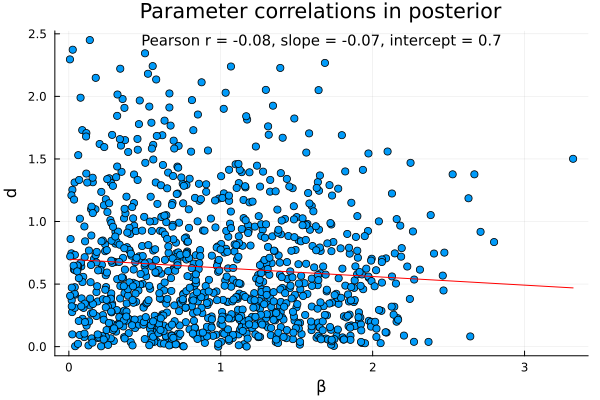 Parameter correlations in posterior
Pearson r = -0.08, slope = -0.07, intercept = 0.7
2.5
2.0
1.5
1.0
0.5
0.0
d
0
1
2
3
β